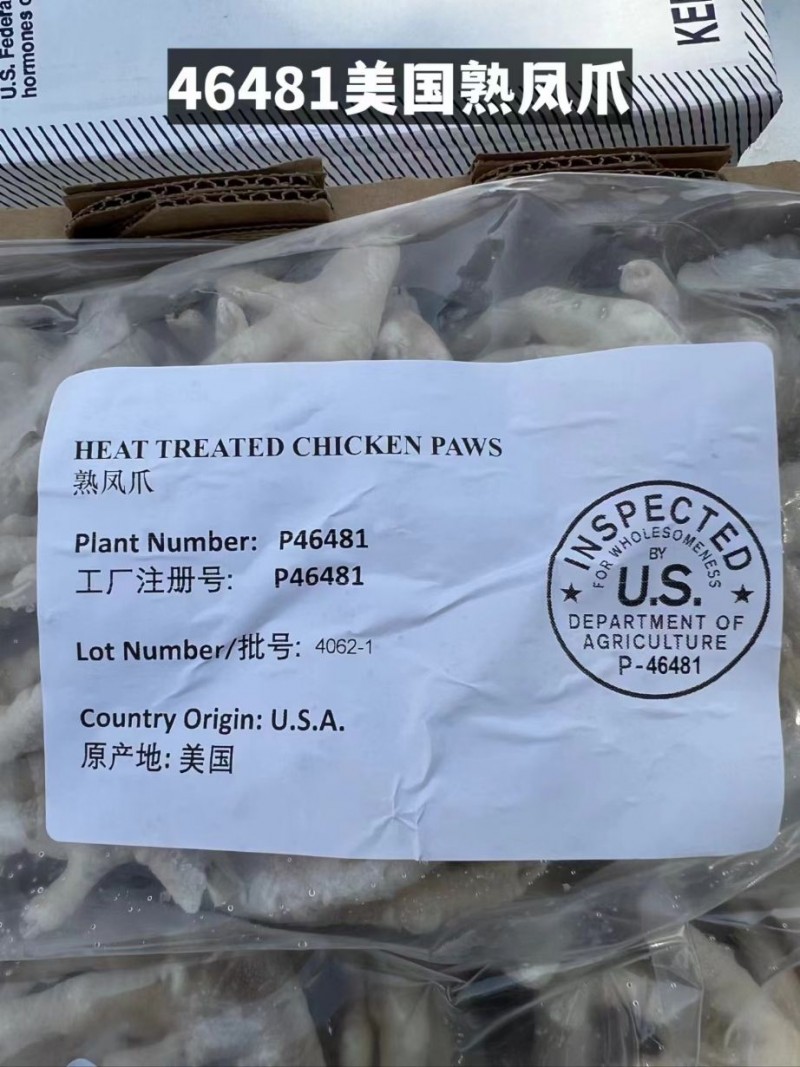 U.S. Federa
hormones
KE
46481美国熟凤爪
HEAT TREATED CHICKEN PAWS
熟凤爪
Plant Number: P46481
工厂注册号: P46481
Lot Number/批号: 4062-1
Country Origin: U.S.A.
原产地: 美国
INSPECTED
FOR WHOLESOMENESS
BY
U.S.
DEPARTMENT OF
AGRICULTURE
P-46481